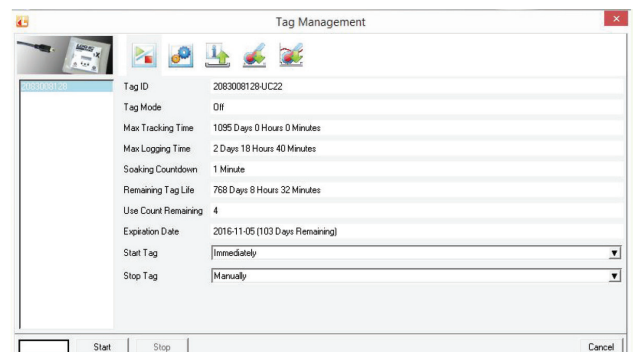 Tag Management
2083008128
Tag ID 2083008128-UC22
Tag Mode Off
Max Tracking Time 1095 Days 0 Hours 0 Minutes
Max Logging Time 2 Days 18 Hours 40 Minutes
Soaking Countdown 1 Minute
Remaining Tag Life 768 Days 8 Hours 32 Minutes
Use Count Remaining 4
Expiration Date 2016-11-05 (103 Days Remaining)
Start Tag Immediately
Stop Tag Manually
Start Stop Cancel